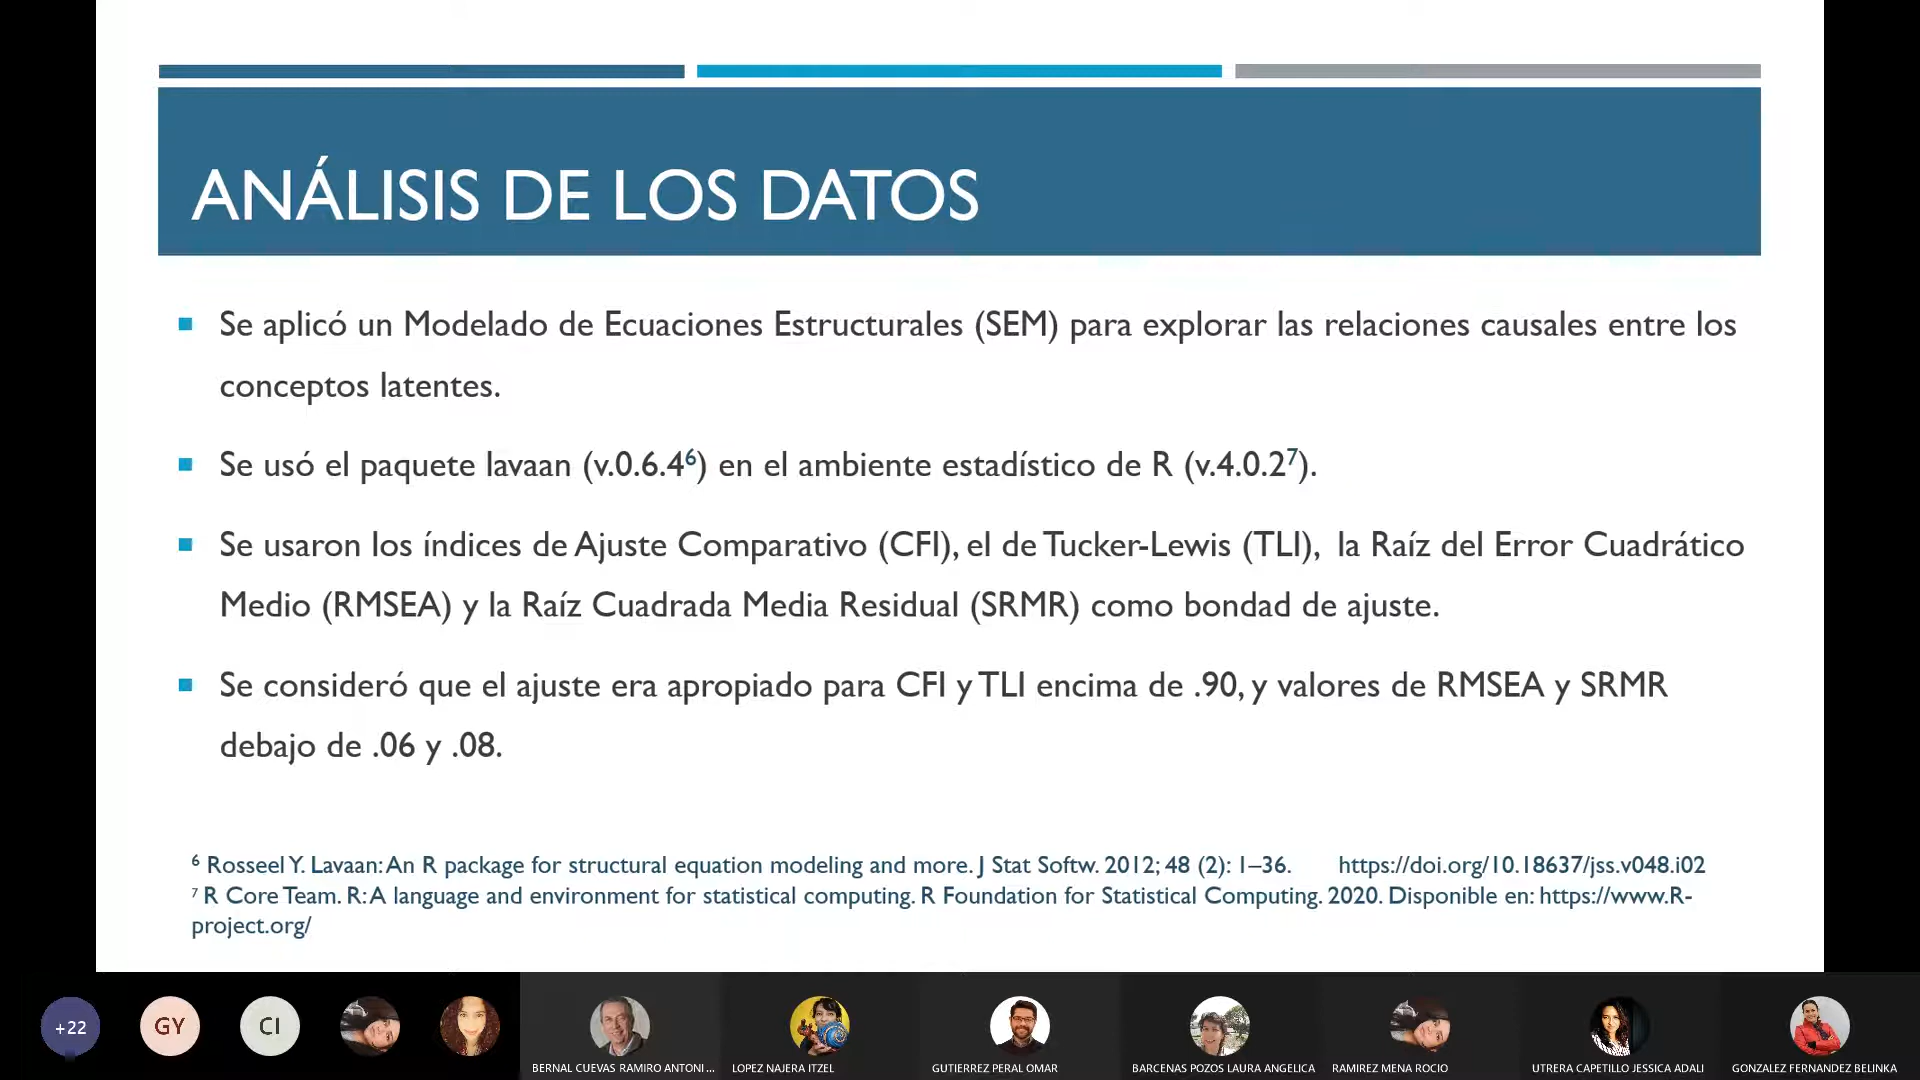 ANÁLISIS DE LOS DATOS
Se aplicó un Modelado de Ecuaciones Estructurales (SEM) para explorar las relaciones causales entre los
conceptos latentes.
Se usó el paquete lavaan (v.0.6.4⁶) en el ambiente estadístico de R (v.4.0.2⁷).
Se usaron los índices de Ajuste Comparativo (CFI), el de Tucker-Lewis (TLI), la Raíz del Error Cuadrático
Medio (RMSEA) y la Raíz Cuadrada Media Residual (SRMR) como bondad de ajuste.
Se consideró que el ajuste era apropiado para CFI y TLI encima de .90, y valores de RMSEA y SRMR
debajo de .06 y .08.
⁶ Rosseel Y. Lavaan: An R package for structural equation modeling and more. J Stat Softw. 2012; 48 (2): 1–36. https://doi.org/10.18637/jss.v048.i02
⁷ R Core Team. R: A language and environment for statistical computing. R Foundation for Statistical Computing. 2020. Disponible en: https://www.R-
project.org/
+22 GY CI
BERNAL CUEVAS RAMIRO ANTONI... LOPEZ NAJERA ITZEL GUTIERREZ PERAL OMAR BARCENAS POZOS LAURA ANGELICA RAMIREZ MENA ROCIO UTRERA CAPETILLO JESSICA ADALI GONZALEZ FERNANDEZ BELINKA